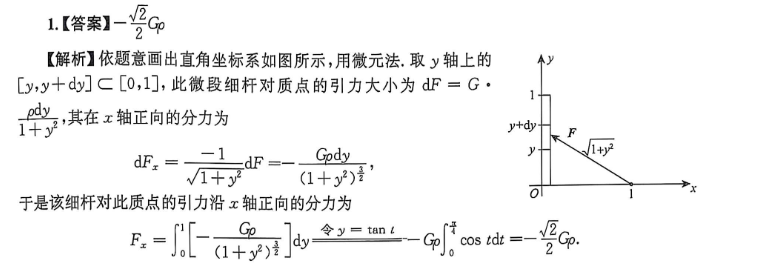 1.【答案】$-\frac{\sqrt{2}}{2}G\rho$
【解析】依题意画出直角坐标系如图所示,用微元法.取 y 轴上的
$[y,y+dy]\subset[0,1]$,此微段细杆对质点的引力大小为 $dF=G\cdot$
$\frac{\rho dy}{1+y^2}$,其在 x 轴正向的分力为
$dF_x=\frac{-1}{\sqrt{1+y^2}}dF=-\frac{G\rho dy}{(1+y^2)^{\frac{3}{2}}}$,
于是该细杆对此质点的引力沿 x 轴正向的分力为
$F_x=\int_0^1\left[-\frac{G\rho}{(1+y^2)^{\frac{3}{2}}}\right]dy\xlongequal{令 y=\tan t}-G\rho\int_0^{\frac{\pi}{4}}\cos tdt=-\frac{\sqrt{2}}{2}G\rho.$
y
1
y+dy
F
$\sqrt{1+y^2}$
y
O
1
x